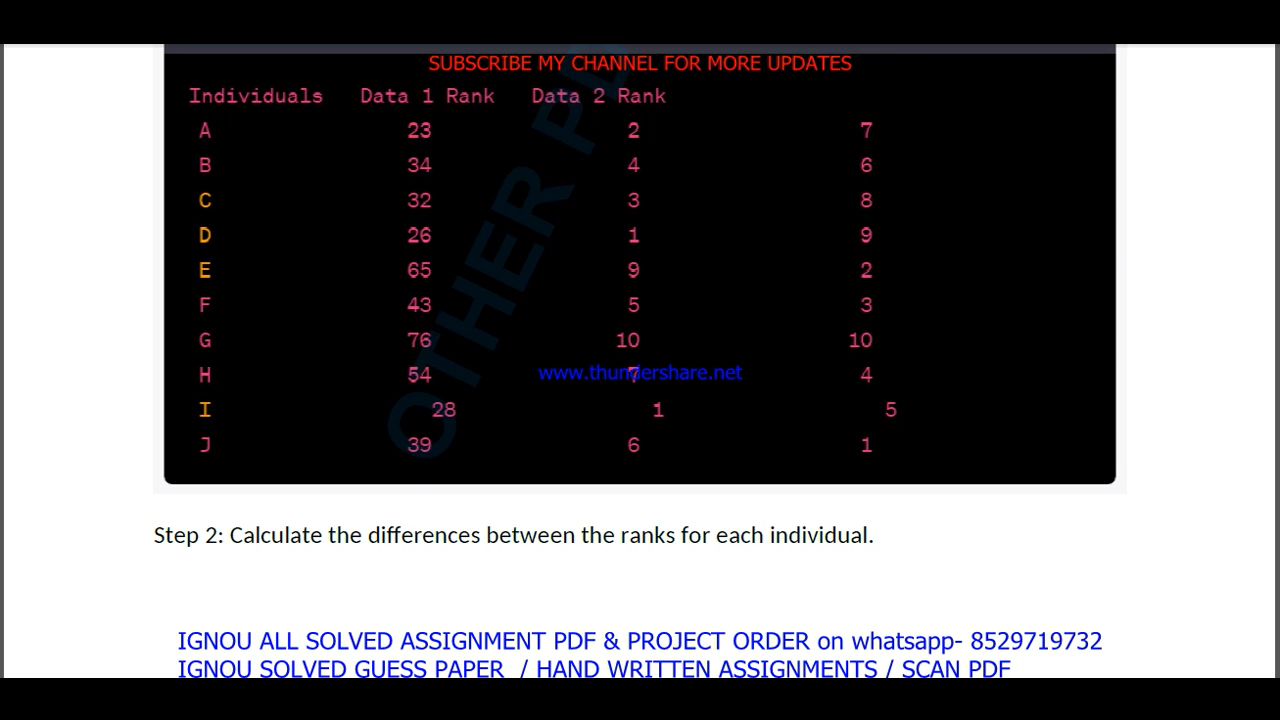 SUBSCRIBE MY CHANNEL FOR MORE UPDATES
Individuals Data 1 Rank Data 2 Rank
A 23 2 7
B 34 4 6
C 32 3 8
D 26 1 9
E 65 9 2
F 43 5 3
G 76 10 10
H 54 7 4
www.thundershare.net
I 28 1 5
J 39 6 1
OTHER PD
Step 2: Calculate the differences between the ranks for each individual.
IGNOU ALL SOLVED ASSIGNMENT PDF & PROJECT ORDER on whatsapp- 8529719732
IGNOU SOLVED GUESS PAPER / HAND WRITTEN ASSIGNMENTS / SCAN PDF